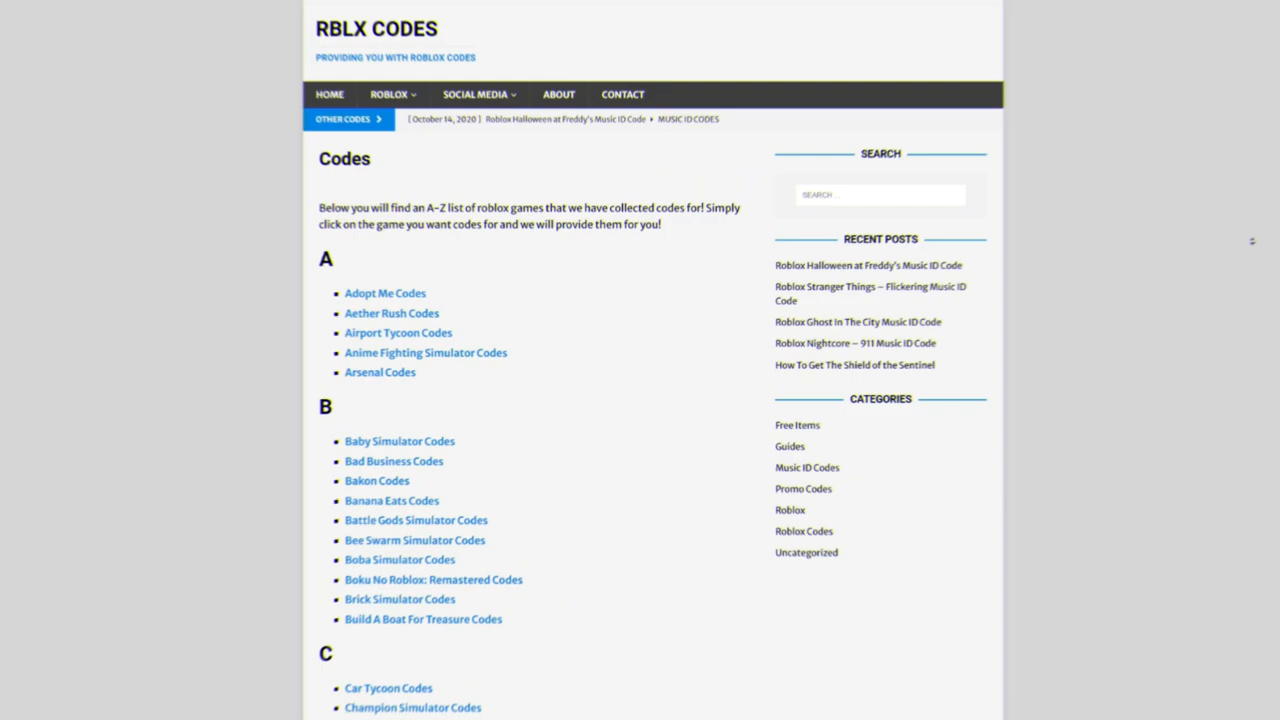 RBLX CODES
PROVIDING YOU WITH ROBLOX CODES
HOME ROBLOX SOCIAL MEDIA ABOUT CONTACT
OTHER CODES [ October 14, 2020 ] Roblox Halloween at Freddy's Music ID Code MUSIC ID CODES
Codes
Below you will find an A-Z list of roblox games that we have collected codes for! Simply
click on the game you want codes for and we will provide them for you!
A
Adopt Me Codes
Aether Rush Codes
Airport Tycoon Codes
Anime Fighting Simulator Codes
Arsenal Codes
B
Baby Simulator Codes
Bad Business Codes
Bakon Codes
Banana Eats Codes
Battle Gods Simulator Codes
Bee Swarm Simulator Codes
Boba Simulator Codes
Boku No Roblox: Remastered Codes
Brick Simulator Codes
Build A Boat For Treasure Codes
C
Car Tycoon Codes
Champion Simulator Codes
SEARCH
SEARCH ...
RECENT POSTS
Roblox Halloween at Freddy's Music ID Code
Roblox Stranger Things – Flickering Music ID
Code
Roblox Ghost In The City Music ID Code
Roblox Nightcore – 911 Music ID Code
How To Get The Shield of the Sentinel
CATEGORIES
Free Items
Guides
Music ID Codes
Promo Codes
Roblox
Roblox Codes
Uncategorized